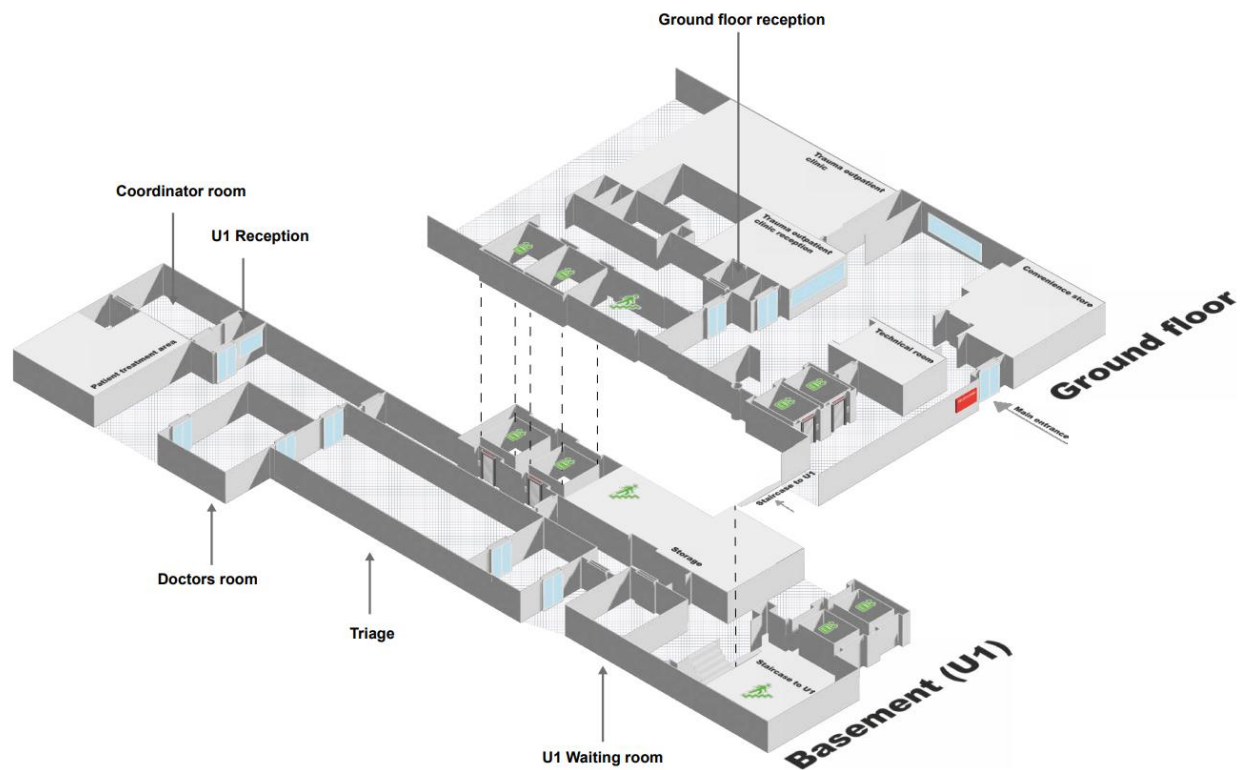 Ground floor reception
Coordinator room
U1 Reception
Trauma outpatient
clinic
Trauma outpatient
clinic reception
Convenience store
Technical room
Ground floor
Main entrance
Patient treatment area
Staircase to U1
Storage
Doctors room
Triage
Staircase to U1
Basement (U1)
U1 Waiting room